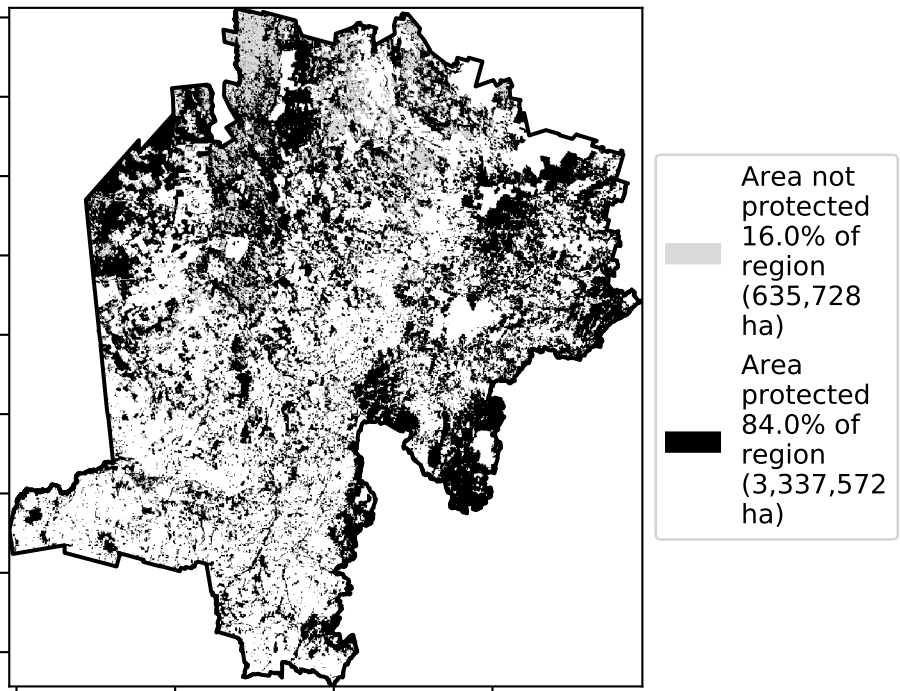 Area not
protected
16.0% of
region
(635,728
ha)
Area
protected
84.0% of
region
(3,337,572
ha)